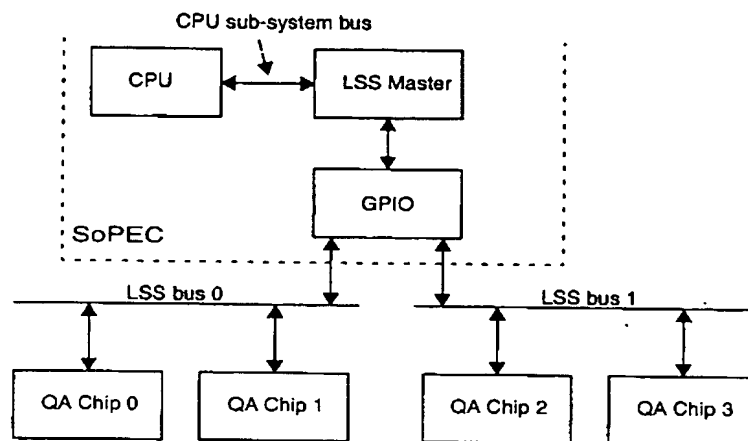 CPU sub-system bus
CPU
LSS Master
GPIO
SoPEC
LSS bus 0
LSS bus 1
QA Chip 0
QA Chip 1
QA Chip 2
QA Chip 3